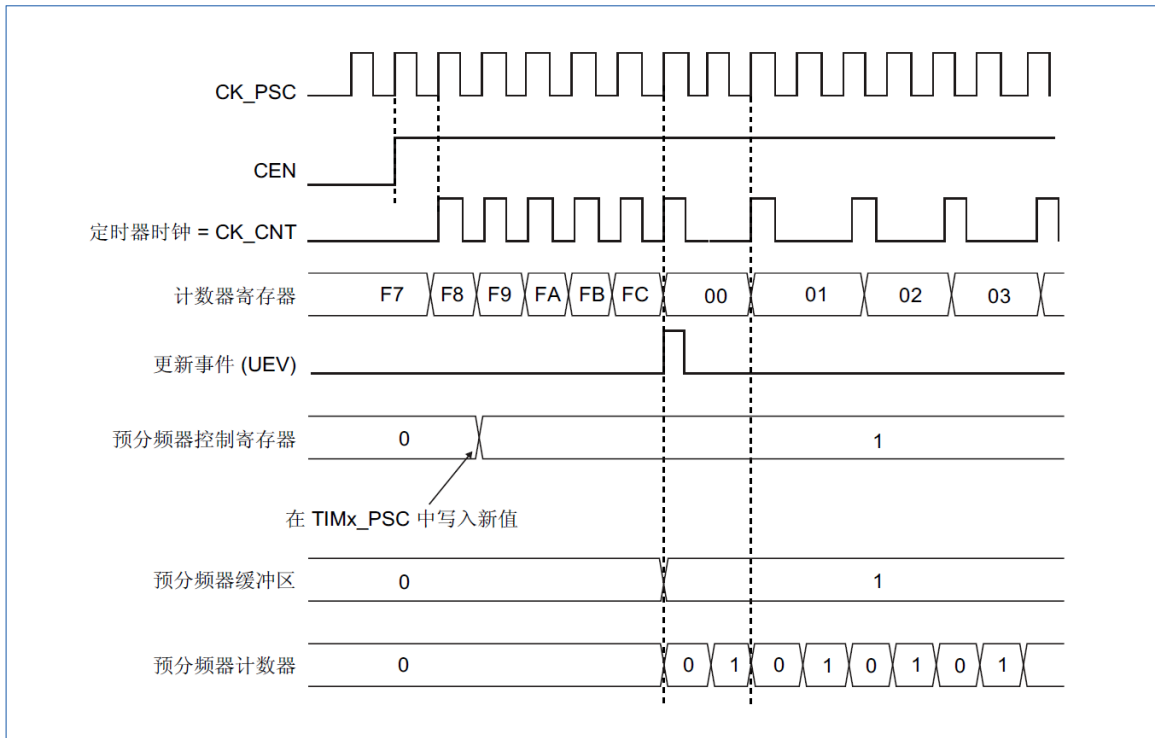 CK_PSC
CEN
定时器时钟 = CK_CNT
计数器寄存器 F7 F8 F9 FA FB FC 00 01 02 03
更新事件 (UEV)
预分频器控制寄存器 0 1
在 TIMx_PSC 中写入新值
预分频器缓冲区 0 1
预分频器计数器 0 0 1 0 1 0 1 0 1